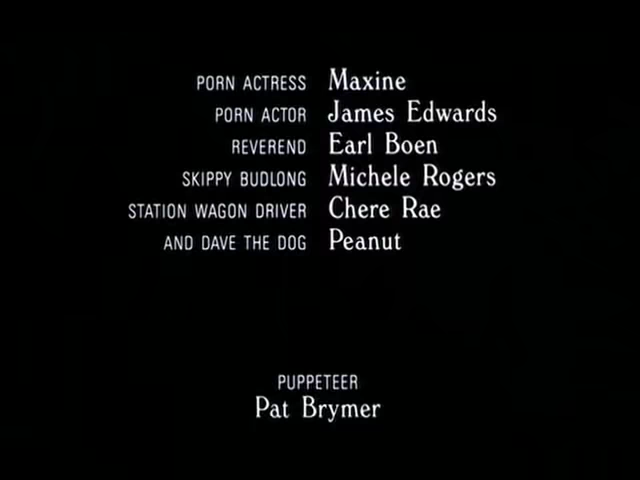 PORN ACTRESS Maxine
PORN ACTOR James Edwards
REVEREND Earl Boen
SKIPPY BUDLONG Michele Rogers
STATION WAGON DRIVER Chere Rae
AND DAVE THE DOG Peanut
PUPPETEER
Pat Brymer